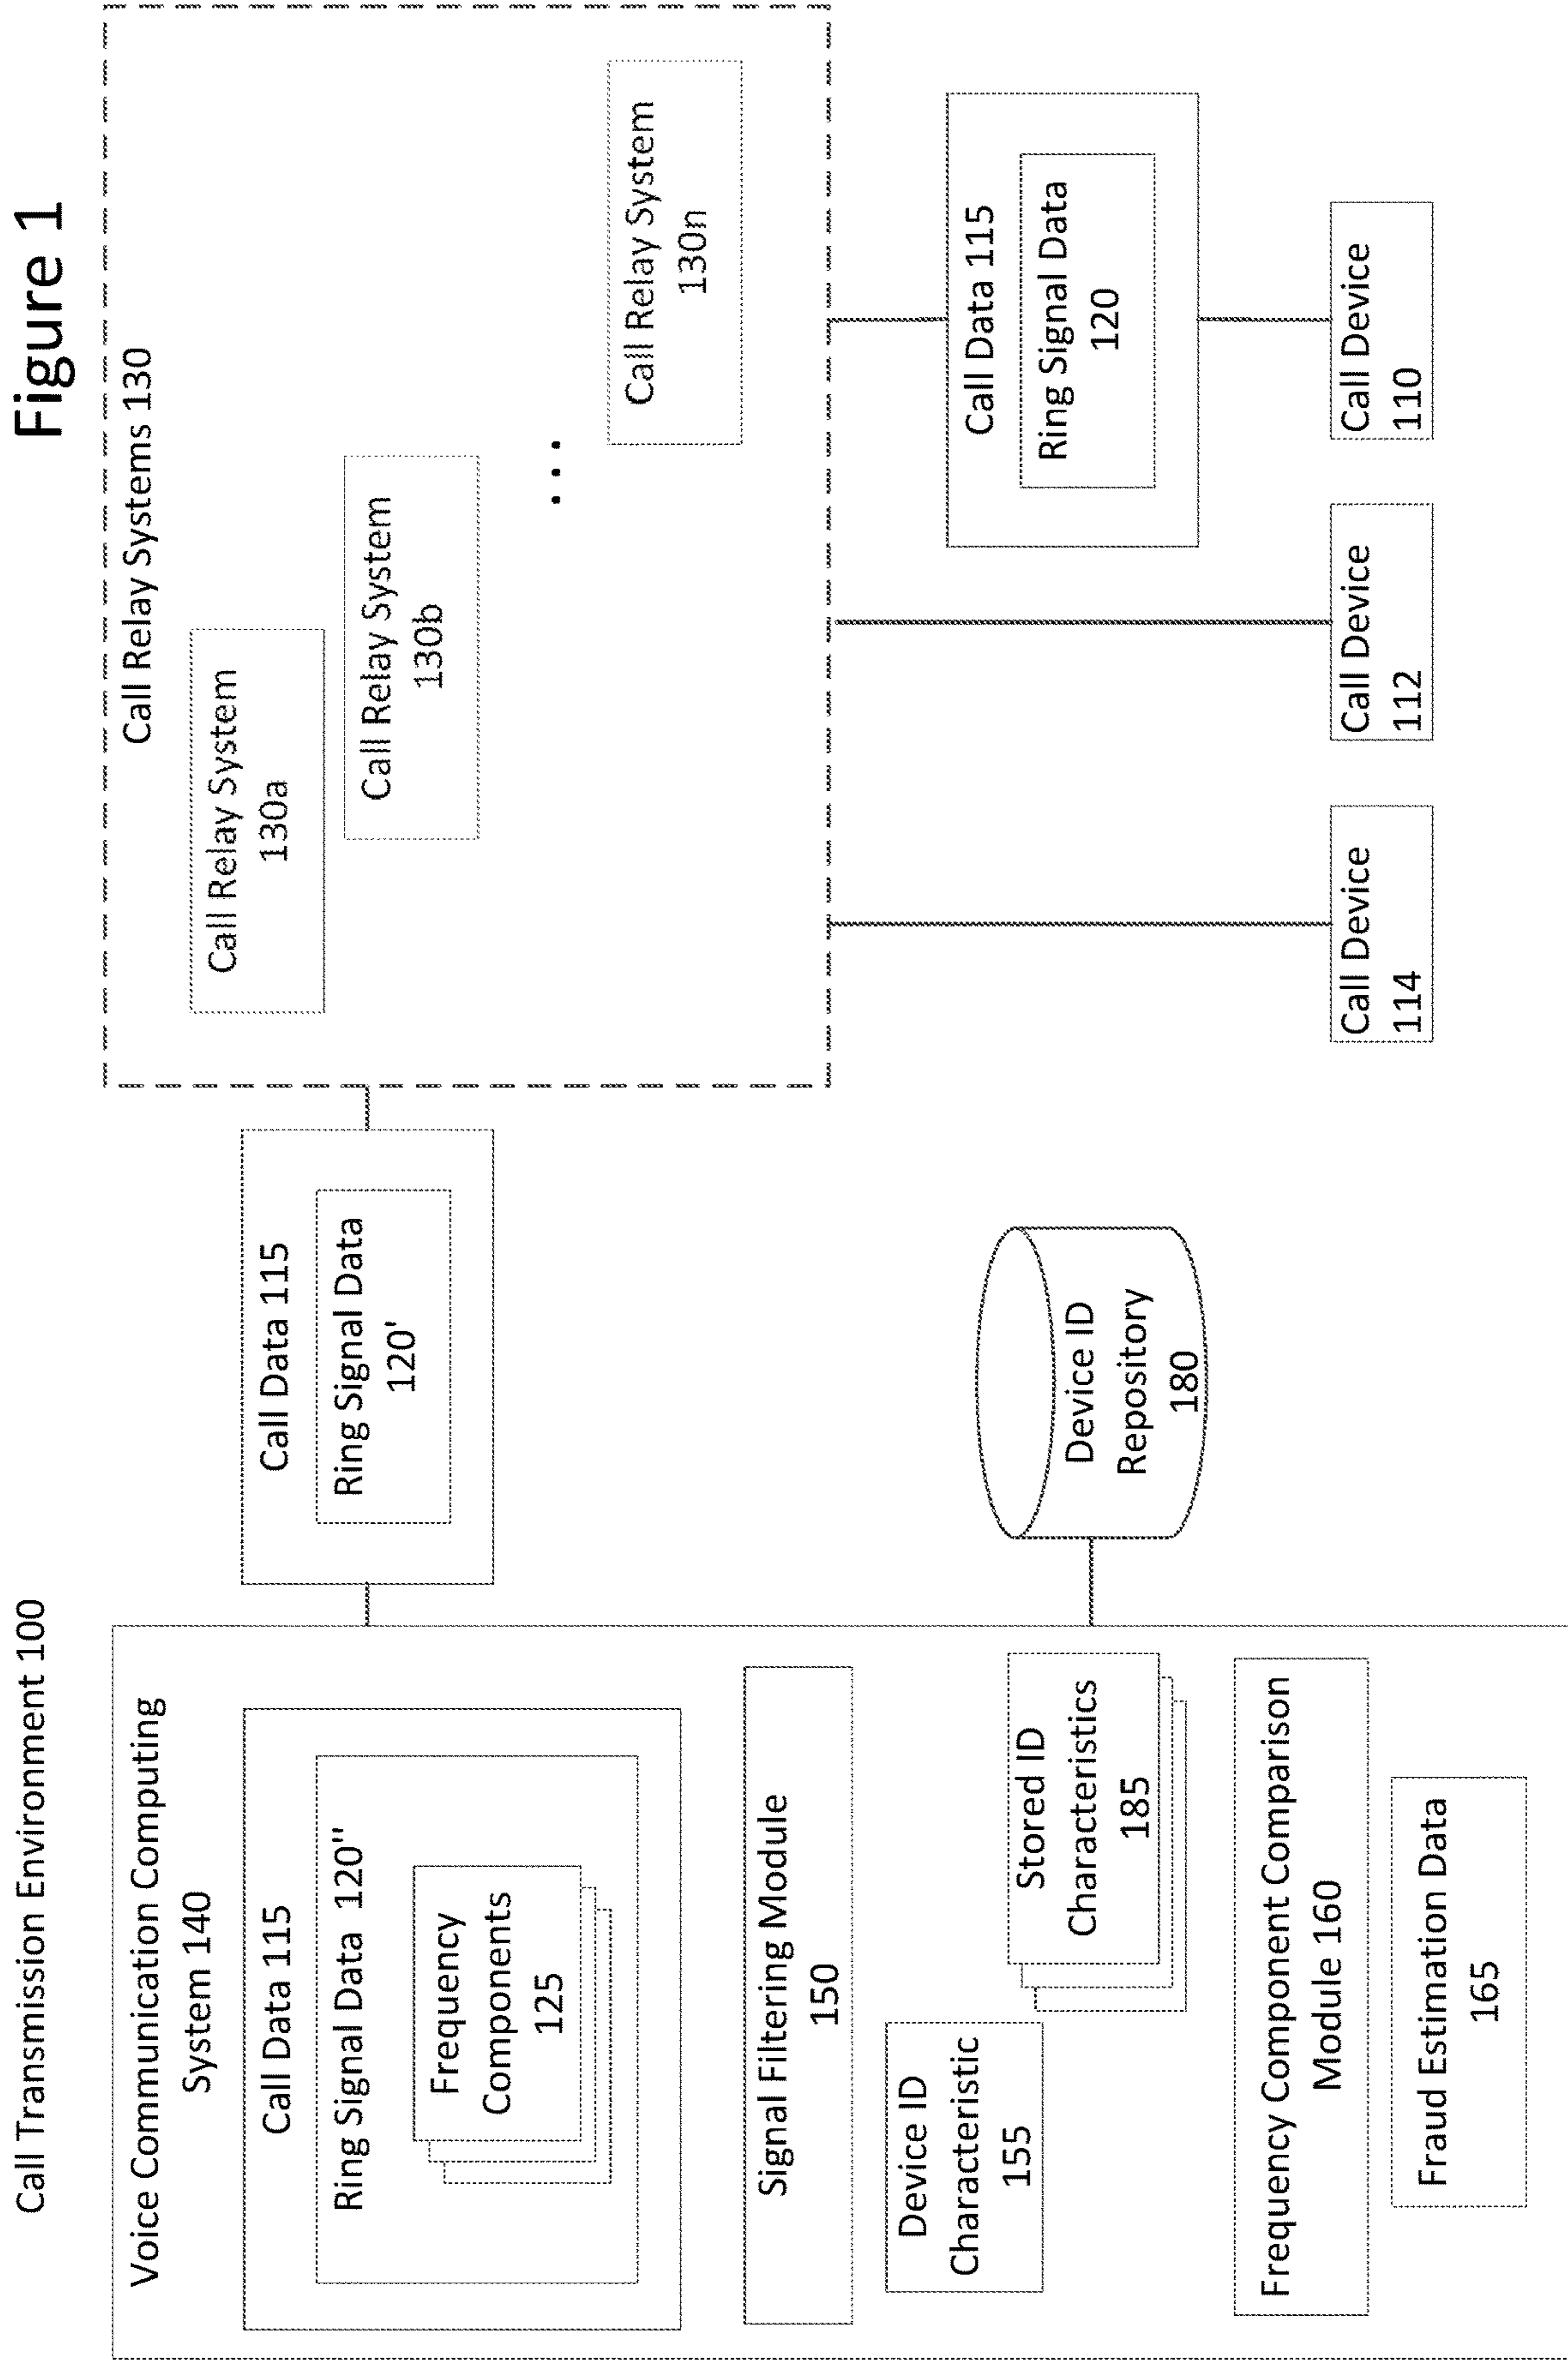 Figure 1
Call Transmission Environment 100
Voice Communication Computing
System 140
Call Data 115
Ring Signal Data 120''
Frequency
Components
125
Signal Filtering Module
150
Device ID
Characteristic
155
Stored ID
Characteristics
185
Frequency Component Comparison
Module 160
Fraud Estimation Data
165
Call Data 115
Ring Signal Data
120'
Device ID
Repository
180
Call Relay Systems 130
Call Relay System
130a
Call Relay System
130b
...
Call Relay System
130n
Call Data 115
Ring Signal Data
120
Call Device
114
Call Device
112
Call Device
110